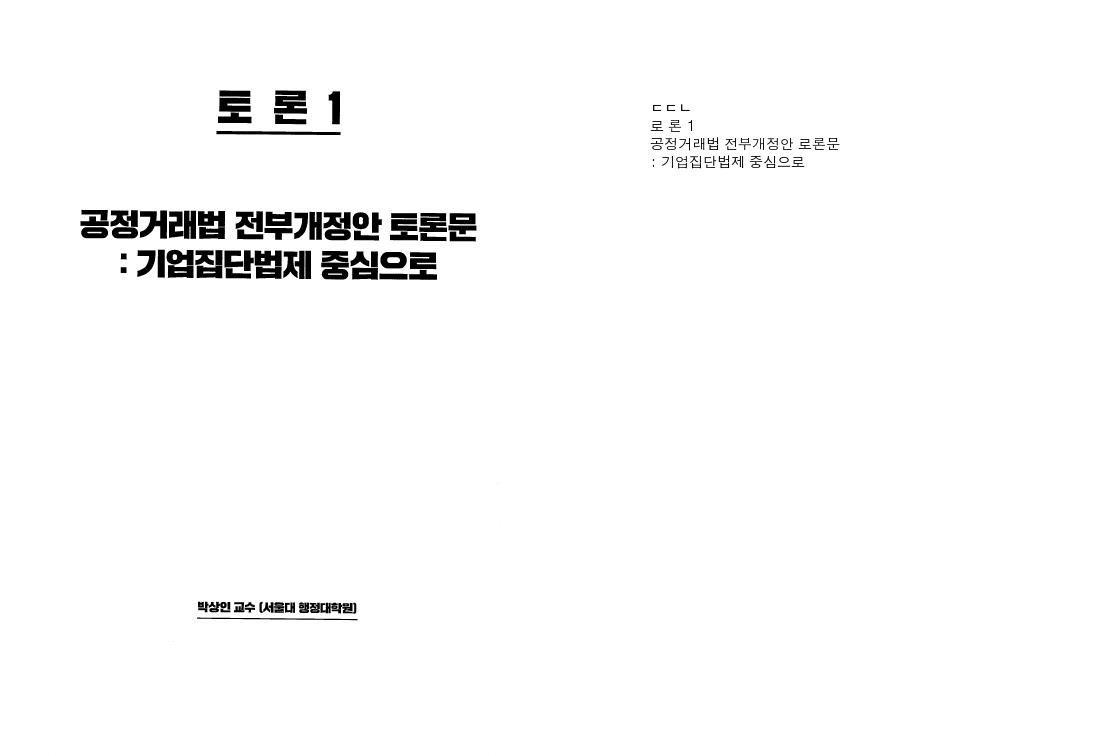 토 론 1
공정거래법 전부개정안 토론문
: 기업집단법제 중심으로
박상인 교수 (서울대 행정대학원)
ㄷㄷㄴ
로 론 1
공정거래법 전부개정안 로론문
: 기업집단법제 중심으로